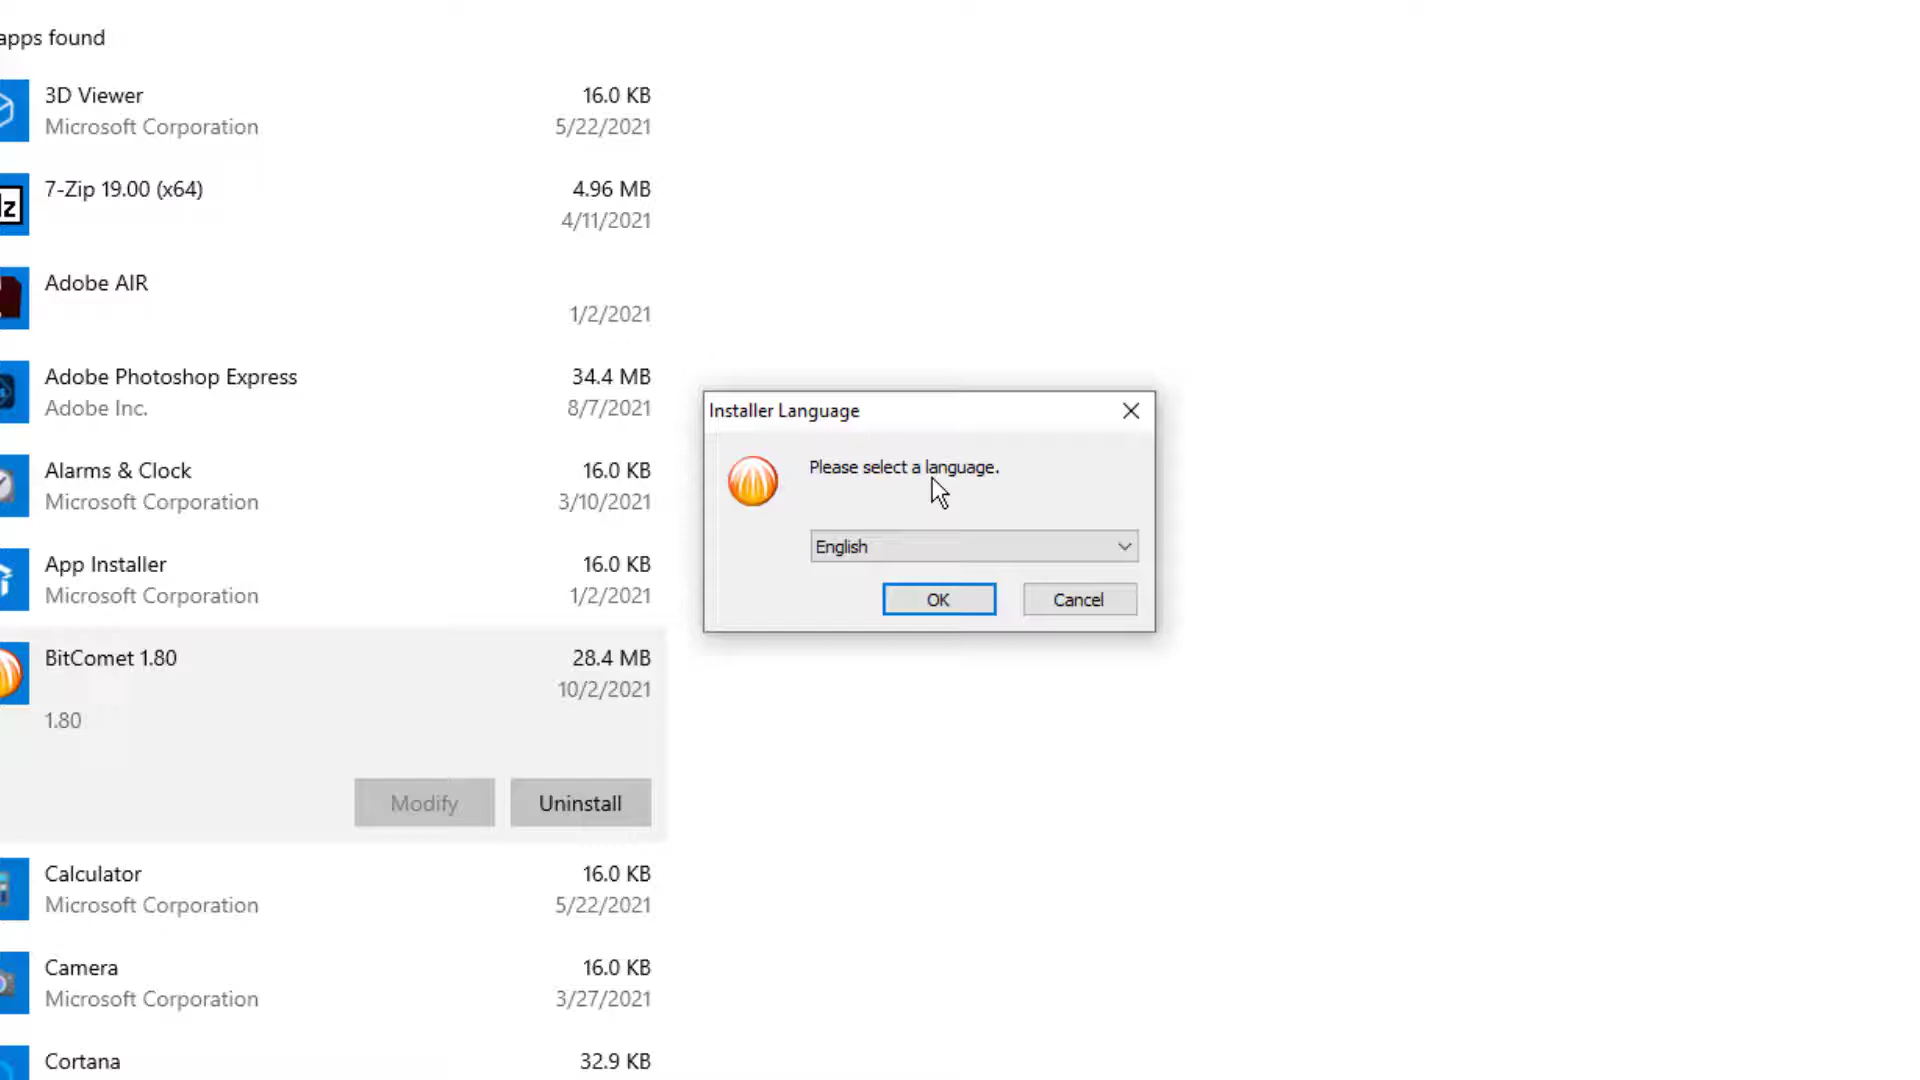 apps found
3D Viewer 16.0 KB
Microsoft Corporation 5/22/2021
7-Zip 19.00 (x64) 4.96 MB
4/11/2021
Adobe AIR
1/2/2021
Adobe Photoshop Express 34.4 MB
Adobe Inc. 8/7/2021
Alarms & Clock 16.0 KB
Microsoft Corporation 3/10/2021
App Installer 16.0 KB
Microsoft Corporation 1/2/2021
BitComet 1.80 28.4 MB
10/2/2021
1.80
Modify Uninstall
Calculator 16.0 KB
Microsoft Corporation 5/22/2021
Camera 16.0 KB
Microsoft Corporation 3/27/2021
Cortana 32.9 KB
Installer Language
Please select a language.
English
OK Cancel